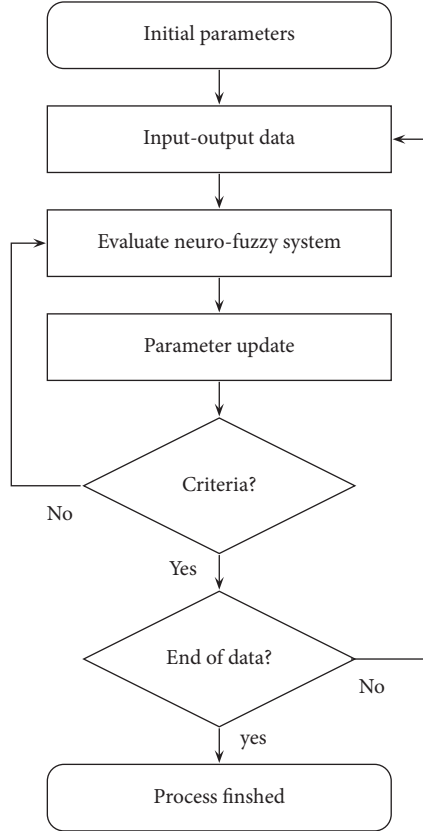 Initial parameters
Input-output data
Evaluate neuro-fuzzy system
Parameter update
Criteria?
No
Yes
End of data?
No
yes
Process finshed